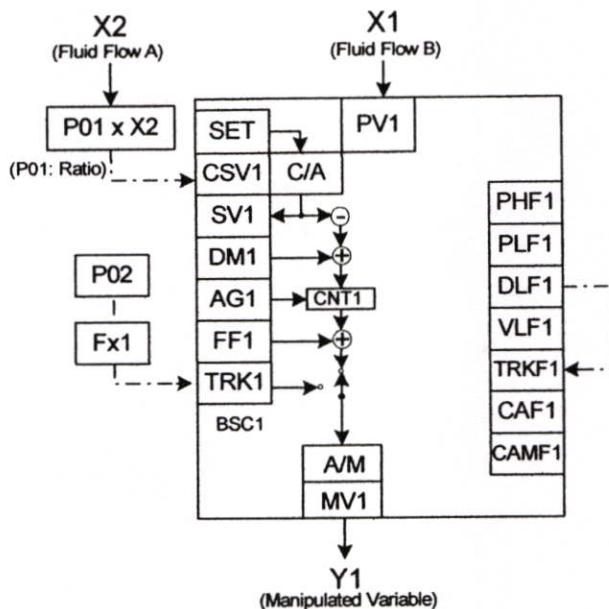 X2
(Fluid Flow A)
X1
(Fluid Flow B)
P01 x X2
(P01: Ratio)
SET
PV1
CSV1
C/A
SV1
DM1
AG1
CNT1
FF1
TRK1
BSC1
P02
Fx1
PHF1
PLF1
DLF1
VLF1
TRKF1
CAF1
CAMF1
A/M
MV1
Y1
(Manipulated Variable)